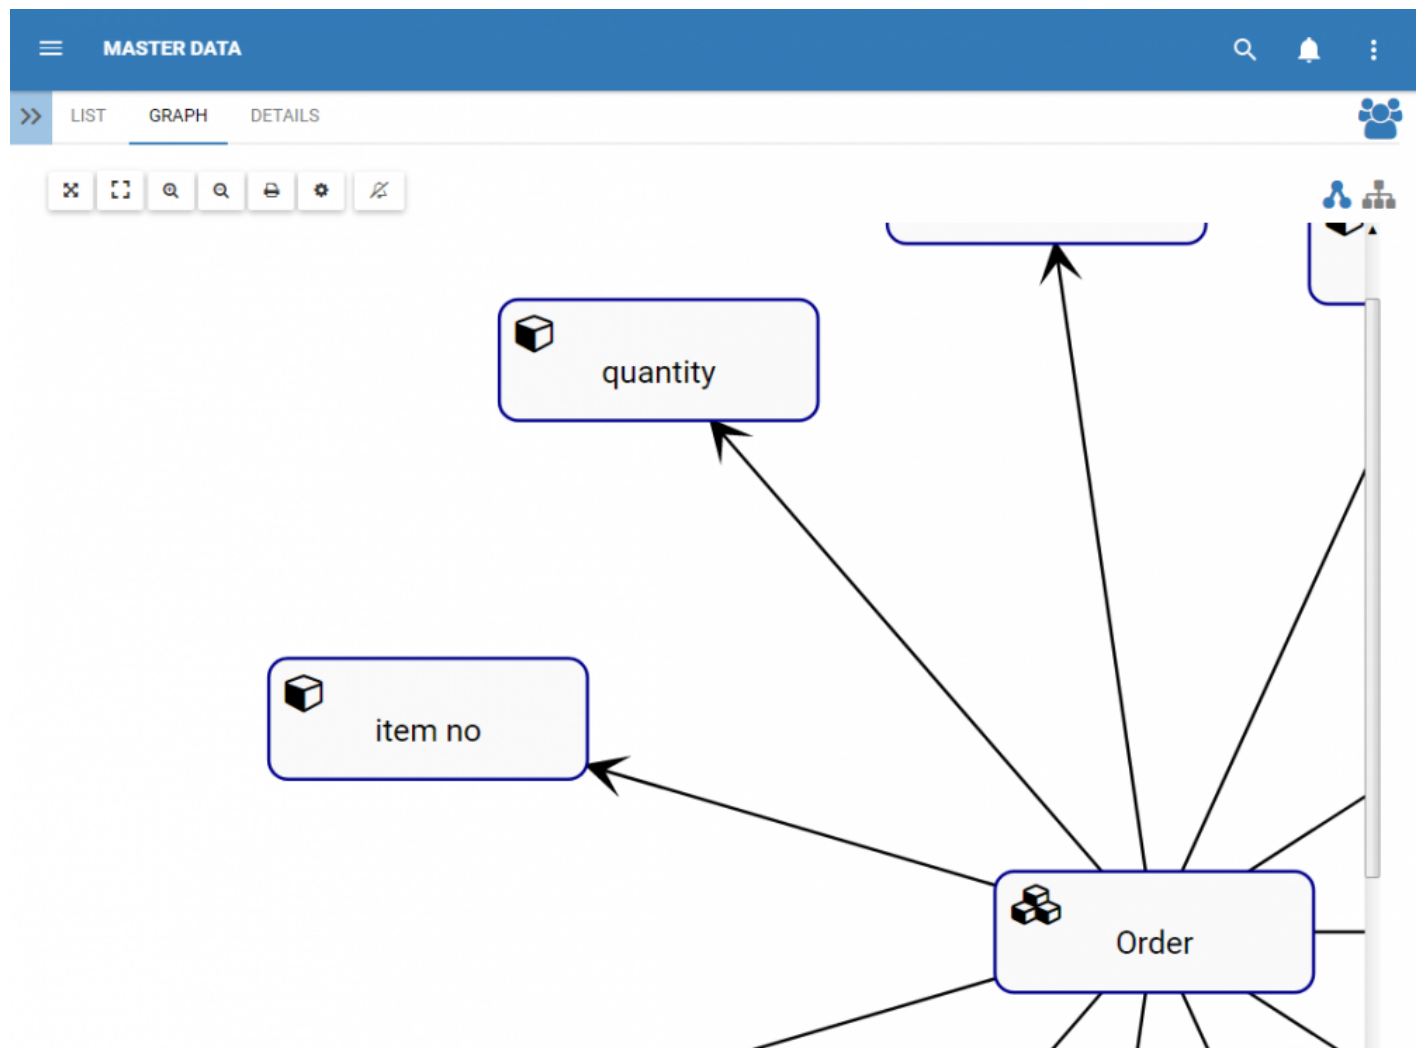 MASTER DATA
LIST GRAPH DETAILS
quantity
item no
Order